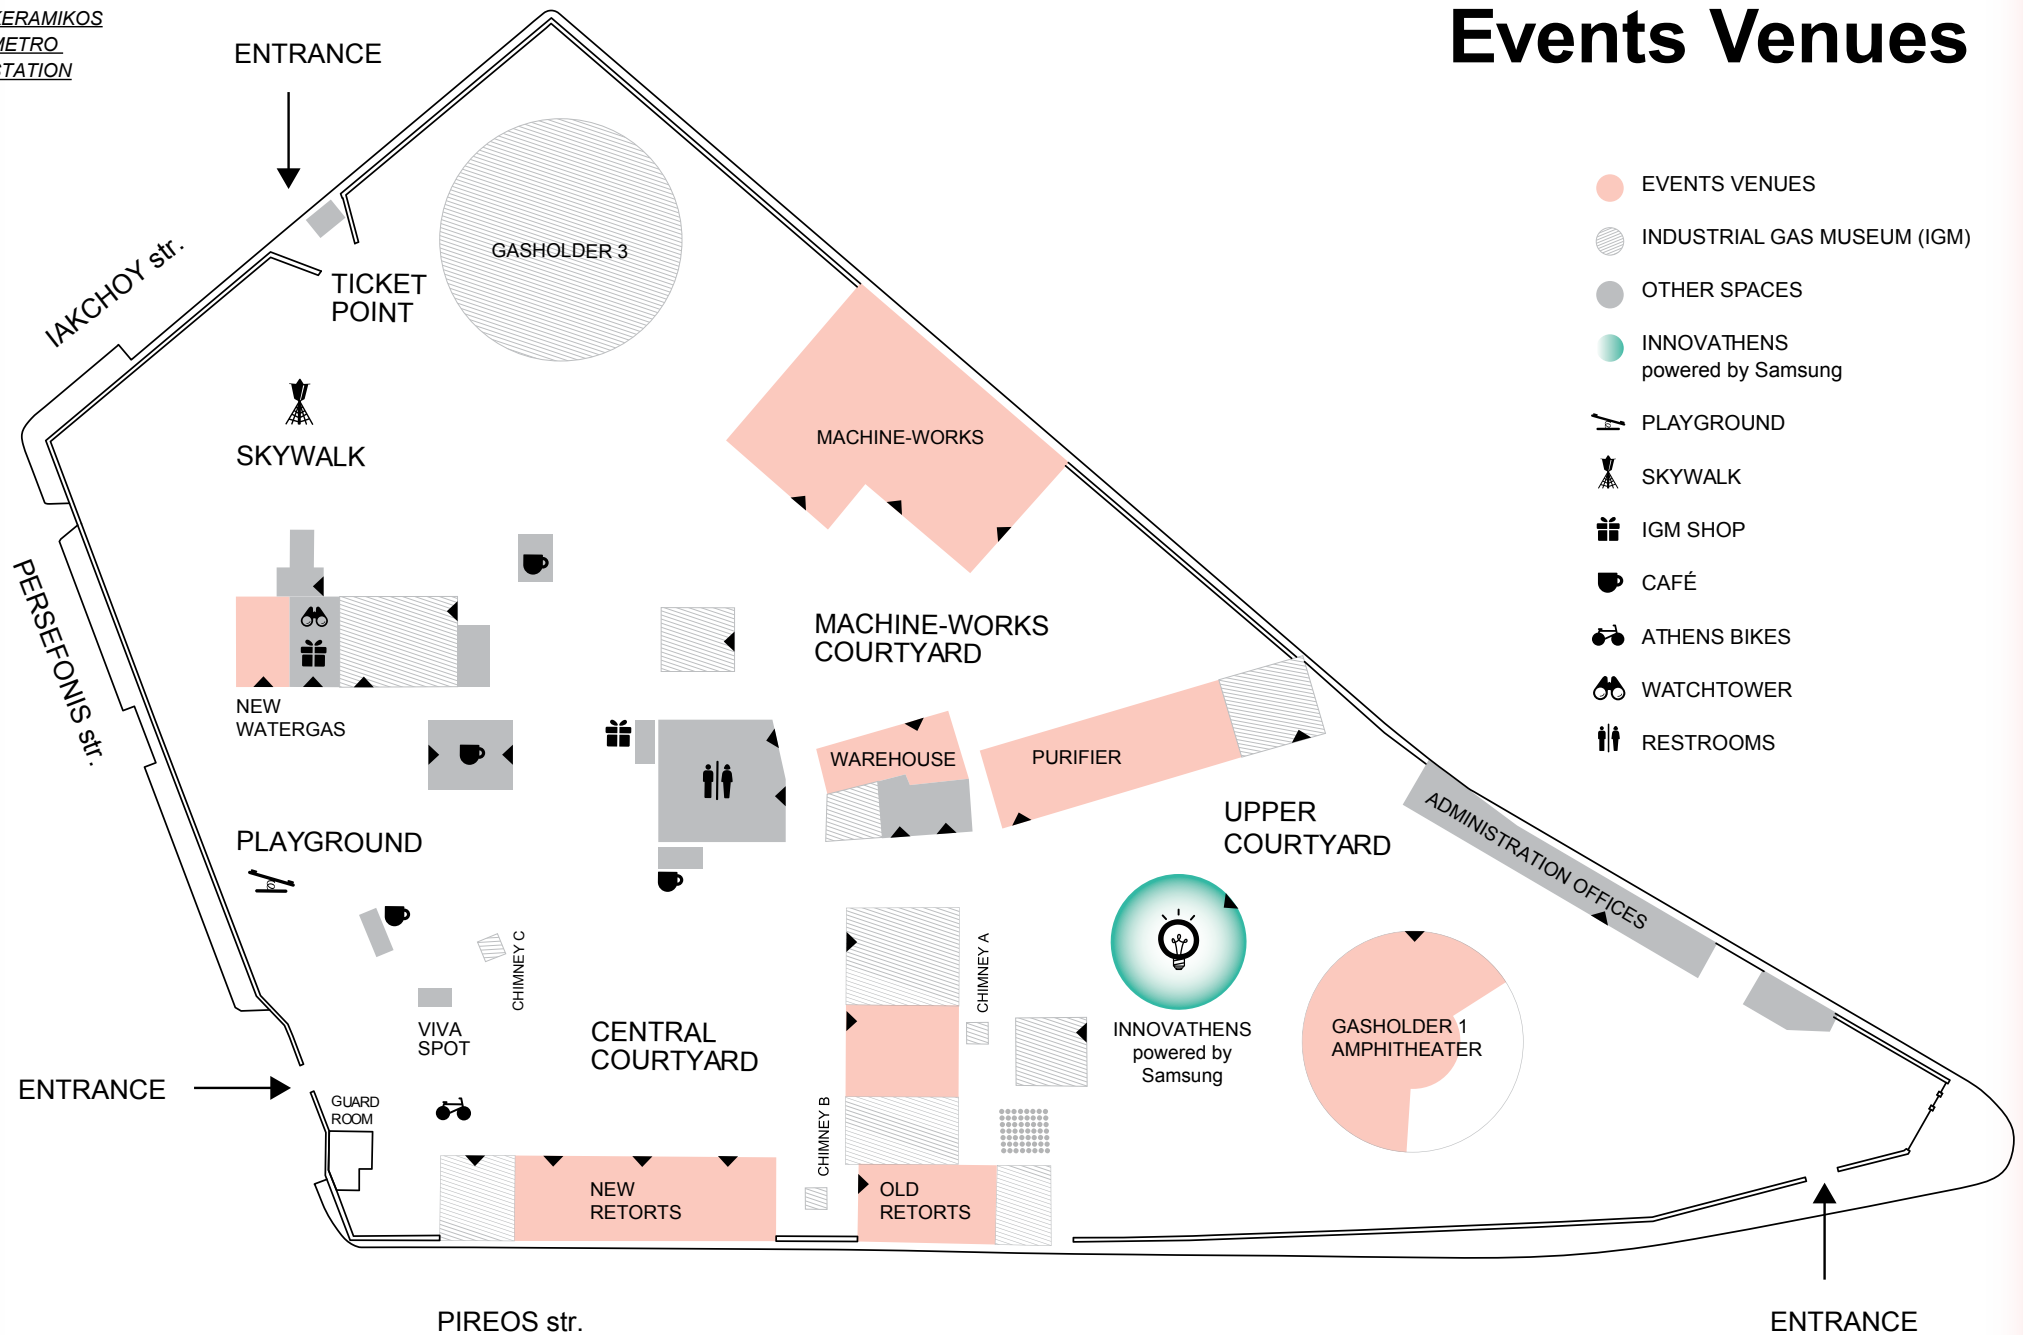 KERAMIKOS
METRO
STATION
ENTRANCE
Events Venues
EVENTS VENUES
INDUSTRIAL GAS MUSEUM (IGM)
OTHER SPACES
INNOVATHENS
powered by Samsung
PLAYGROUND
SKYWALK
IGM SHOP
CAFÉ
ATHENS BIKES
WATCHTOWER
RESTROOMS
IAKCHOY str.
TICKET
POINT
GASHOLDER 3
SKYWALK
MACHINE-WORKS
PERSEFONIS str.
NEW
WATERGAS
MACHINE-WORKS
COURTYARD
WAREHOUSE
PURIFIER
UPPER
COURTYARD
ADMINISTRATION OFFICES
PLAYGROUND
CHIMNEY C
VIVA
SPOT
CENTRAL
COURTYARD
CHIMNEY A
INNOVATHENS
powered by
Samsung
GASHOLDER 1
AMPHITHEATER
ENTRANCE
GUARD
ROOM
CHIMNEY B
NEW
RETORTS
OLD
RETORTS
PIREOS str.
ENTRANCE